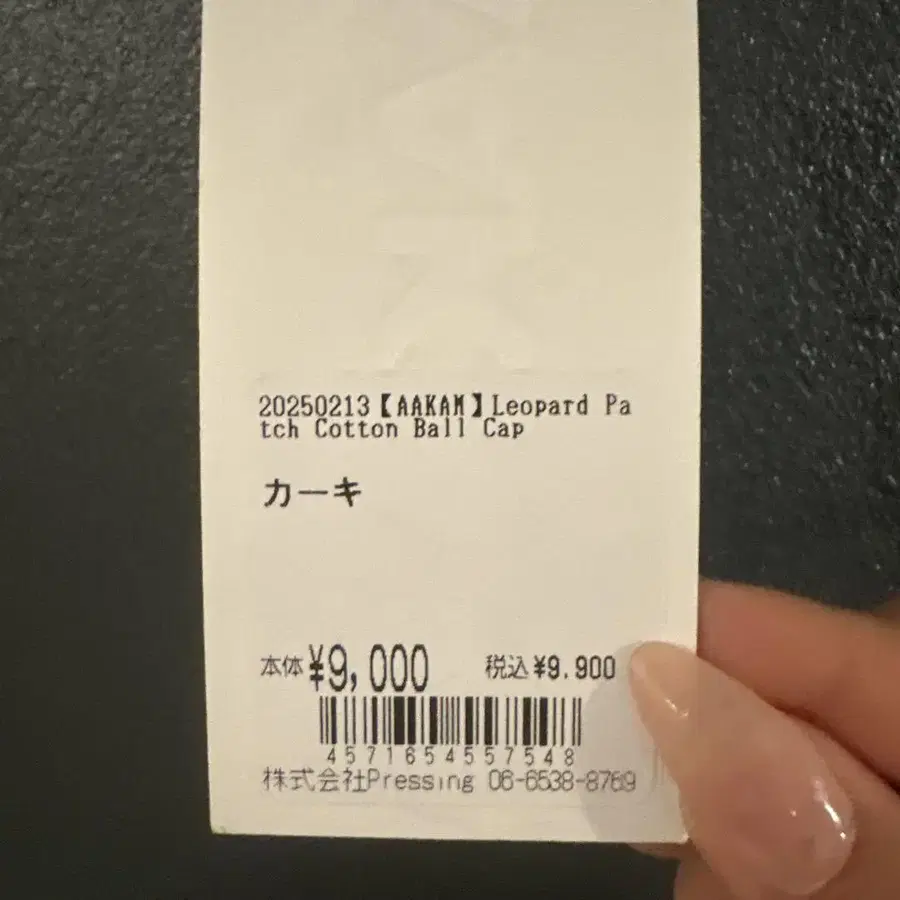 20250213【AAKAM】Leopard Pa
tch Cotton Ball Cap
カーキ
本体 ¥9,000 税込 ¥9.900
4571654557548
株式会社Pressing 06-6538-8769